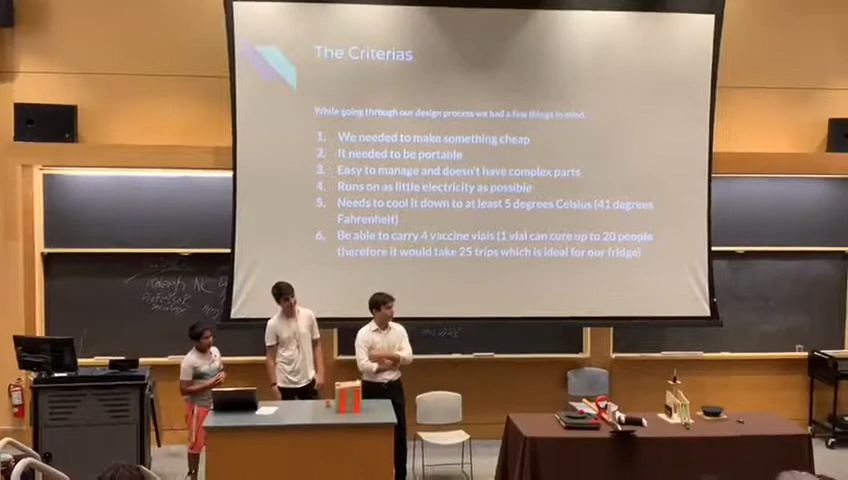 The Criterias
While going through our design process we had a few things in mind.
1. We needed to make something cheap
2. It needed to be portable
3. Easy to manage and doesn't have complex parts
4. Runs on as little electricity as possible
5. Needs to cool it down to at least 5 degrees Celsius (41 degrees
Fahrenheit)
6. Be able to carry 4 vaccine vials (1 vial can cure up to 20 people
therefore it would take 25 trips which is ideal for our fridge)
Raleigh NC